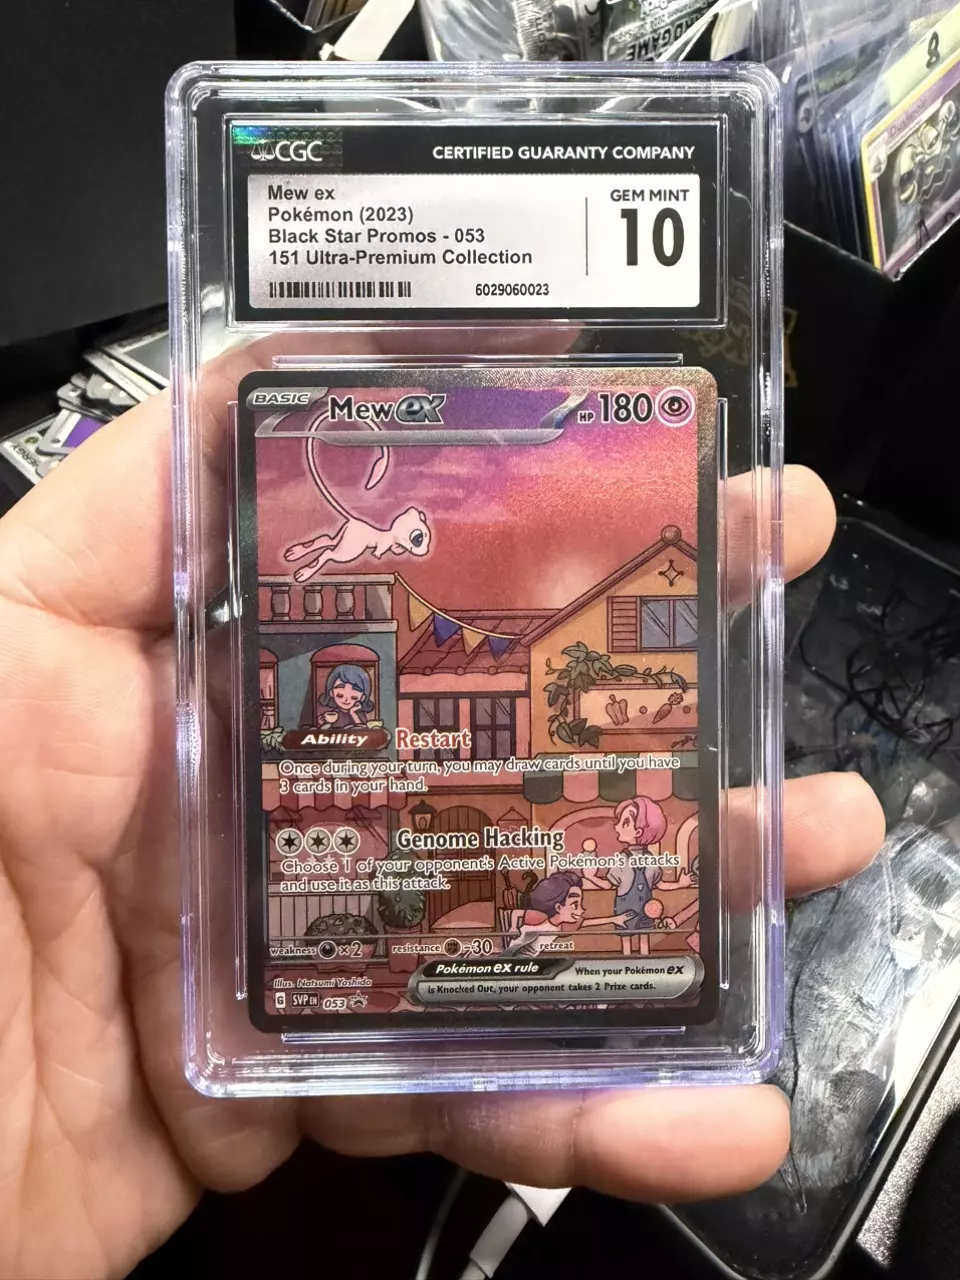 CGC
CERTIFIED GUARANTY COMPANY
Mew ex
Pokémon (2023)
Black Star Promos - 053
151 Ultra-Premium Collection
6029060023
GEM MINT
10
BASIC
Mew ex
HP 180
Ability Restart
Once during your turn, you may draw cards until you have
3 cards in your hand.
Genome Hacking
Choose 1 of your opponent's Active Pokémon's attacks
and use it as this attack.
weakness ×2 resistance -30 retreat
Pokémon ex rule When your Pokémon ex
is Knocked Out, your opponent takes 2 Prize cards.
Illus. Natsumi Yoshida
G SVP EN 053
8
GAME